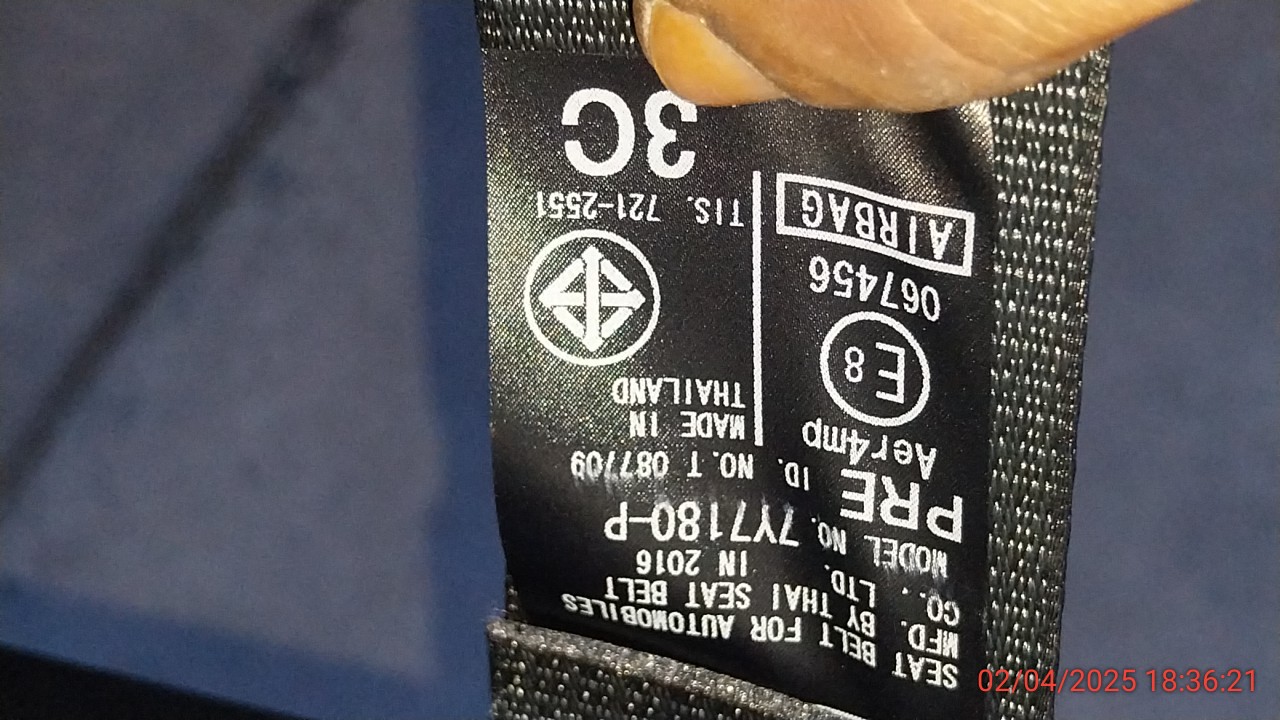 SEAT BELT FOR AUTOMOBILES
MFD. BY THAI SEAT BELT
CO., LTD. IN 2016
MODEL NO. 7Y7180-P
PRE ID. NO. T 087709
Aer4mp
E 8
067456
AIRBAG
MADE IN
THAILAND
TIS. 721-2551
3C
02/04/2025 18:36:21